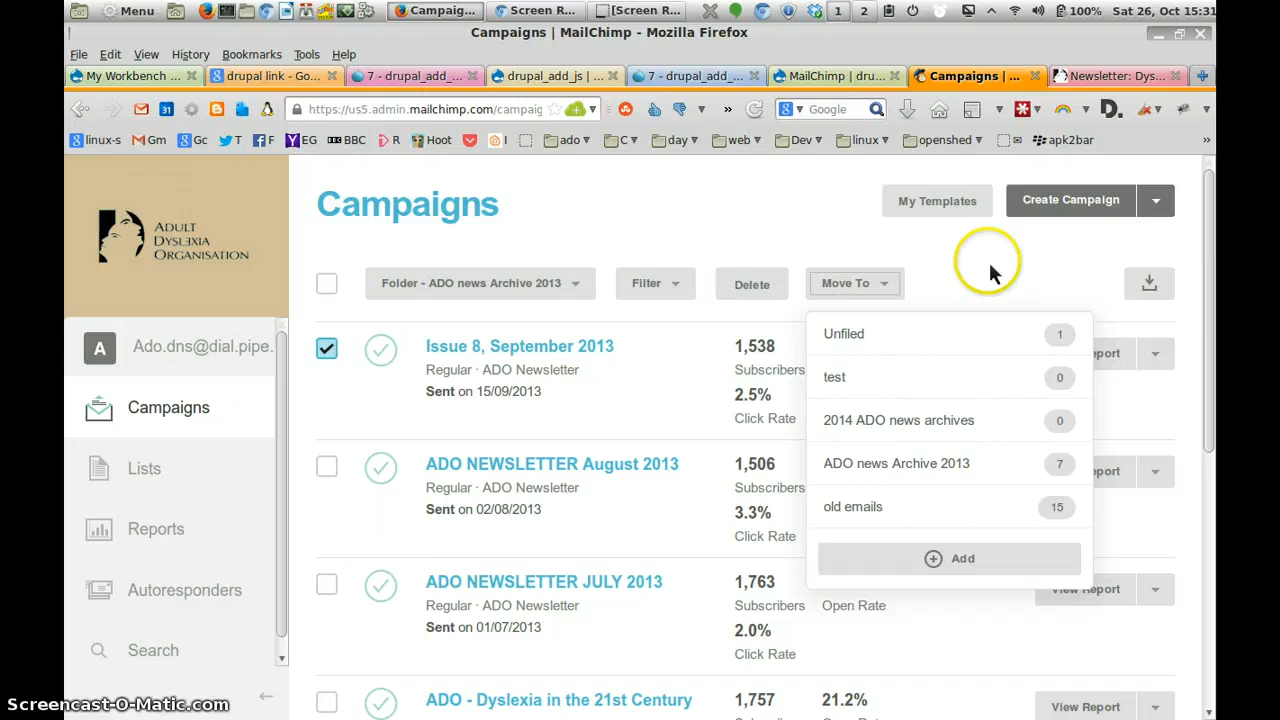 Menu
Campaig...
Screen R...
[Screen R...
1
2
100%
Sat 26, Oct 15:31
Campaigns | MailChimp - Mozilla Firefox
File Edit View History Bookmarks Tools Help
My Workbench ...
drupal link - Go...
7 - drupal_add_...
drupal_add_js | ...
7 - drupal_add_...
MailChimp | dru...
Campaigns | ...
Newsletter: Dys...
https://us5.admin.mailchimp.com/campaig
Google
D.
linux-s
Gm
Gc
T
F
EG
BBC
R
Hoot
I
ado
C
day
web
Dev
linux
openshed
apk2bar
ADULT
DYSLEXIA
ORGANISATION
A
Ado.dns@dial.pipe.
Campaigns
Lists
Reports
Autoresponders
Search
Campaigns
My Templates
Create Campaign
Folder - ADO news Archive 2013
Filter
Delete
Move To
Issue 8, September 2013
Regular · ADO Newsletter
Sent on 15/09/2013
1,538
Subscribers
2.5%
Click Rate
port
ADO NEWSLETTER August 2013
Regular · ADO Newsletter
Sent on 02/08/2013
1,506
Subscribers
3.3%
Click Rate
port
ADO NEWSLETTER JULY 2013
Regular · ADO Newsletter
Sent on 01/07/2013
1,763
Subscribers
2.0%
Click Rate
Open Rate
View Report
ADO - Dyslexia in the 21st Century
1,757
21.2%
View Report
Unfiled 1
test 0
2014 ADO news archives 0
ADO news Archive 2013 7
old emails 15
Add
Screencast-O-Matic.com